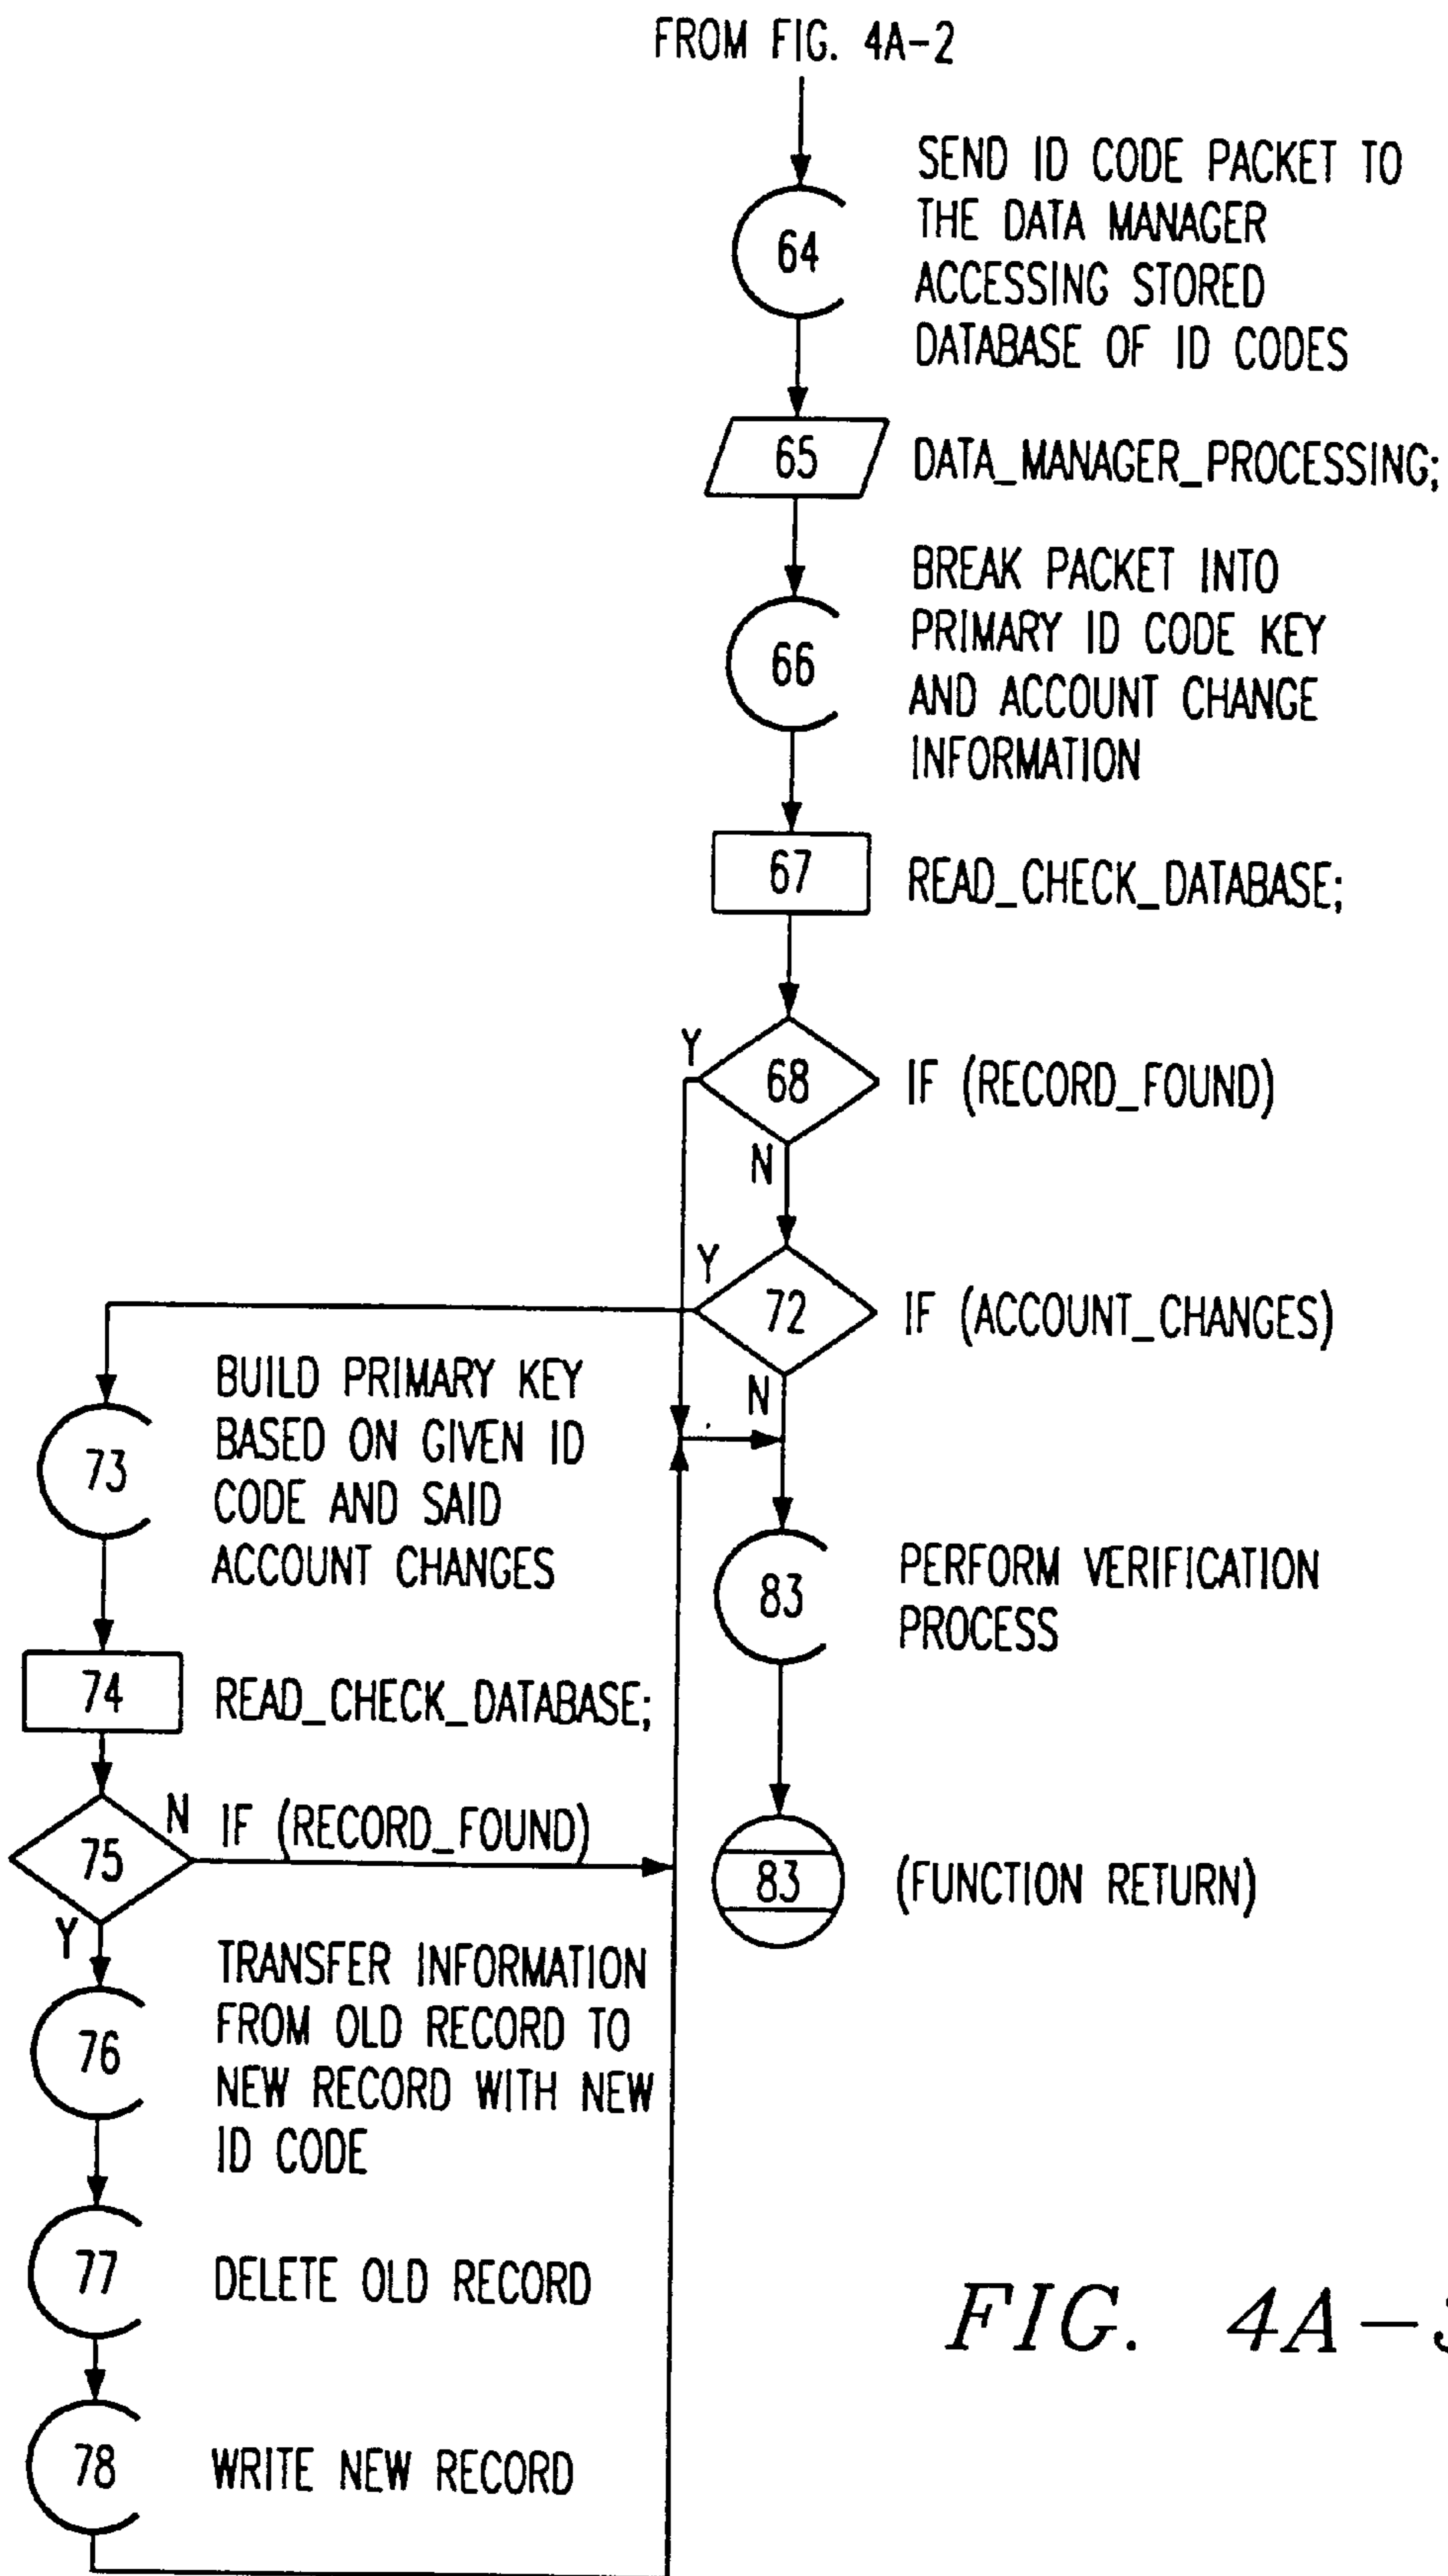 FROM FIG. 4A-2
64
SEND ID CODE PACKET TO
THE DATA MANAGER
ACCESSING STORED
DATABASE OF ID CODES
65
DATA_MANAGER_PROCESSING;
66
BREAK PACKET INTO
PRIMARY ID CODE KEY
AND ACCOUNT CHANGE
INFORMATION
67
READ_CHECK_DATABASE;
Y
68
IF (RECORD_FOUND)
N
Y
72
IF (ACCOUNT_CHANGES)
N
73
BUILD PRIMARY KEY
BASED ON GIVEN ID
CODE AND SAID
ACCOUNT CHANGES
74
READ_CHECK_DATABASE;
75
N
IF (RECORD_FOUND)
Y
76
TRANSFER INFORMATION
FROM OLD RECORD TO
NEW RECORD WITH NEW
ID CODE
77
DELETE OLD RECORD
78
WRITE NEW RECORD
83
PERFORM VERIFICATION
PROCESS
83
(FUNCTION RETURN)
FIG. 4A-3